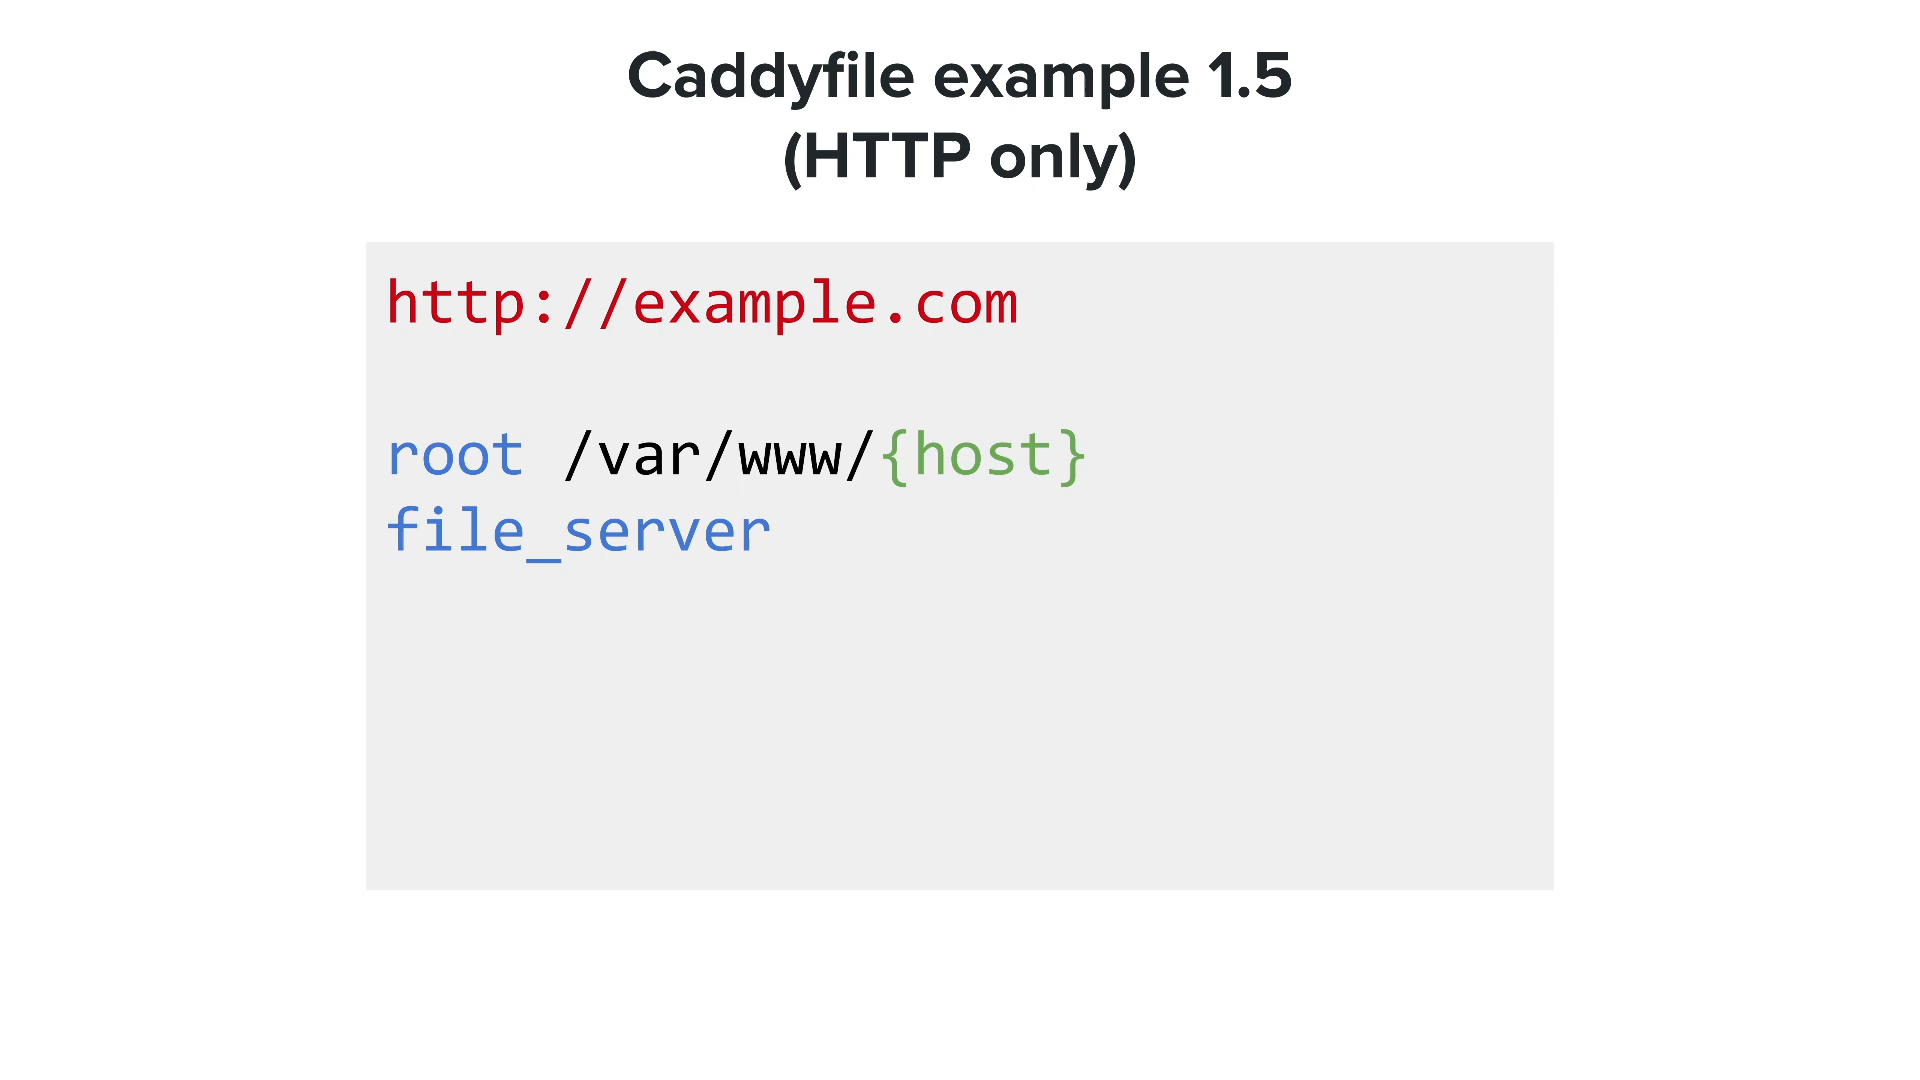 Caddyfile example 1.5
(HTTP only)
http://example.com
root /var/www/{host}
file_server